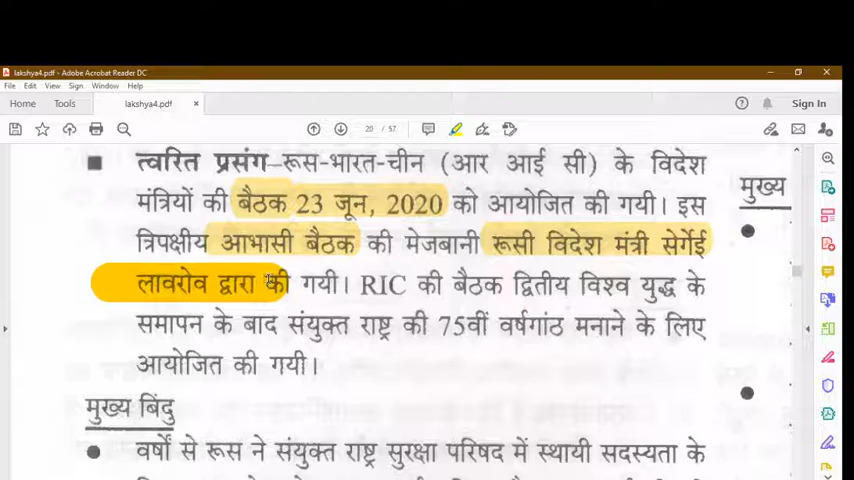 lakshya4.pdf - Adobe Acrobat Reader DC
File Edit View Sign Window Help
Home Tools lakshya4.pdf × Sign In
20 / 57
■ त्वरित प्रसंग–रूस-भारत-चीन (आर आई सी) के विदेश
मंत्रियों की बैठक 23 जून, 2020 को आयोजित की गयी। इस
त्रिपक्षीय आभासी बैठक की मेजबानी रूसी विदेश मंत्री सेर्गेई
लावरोव द्वारा की गयी। RIC की बैठक द्वितीय विश्व युद्ध के
समापन के बाद संयुक्त राष्ट्र की 75वीं वर्षगांठ मनाने के लिए
आयोजित की गयी।
मुख्य बिंदु
● वर्षों से रूस ने संयुक्त राष्ट्र सुरक्षा परिषद में स्थायी सदस्यता के
मुख्य